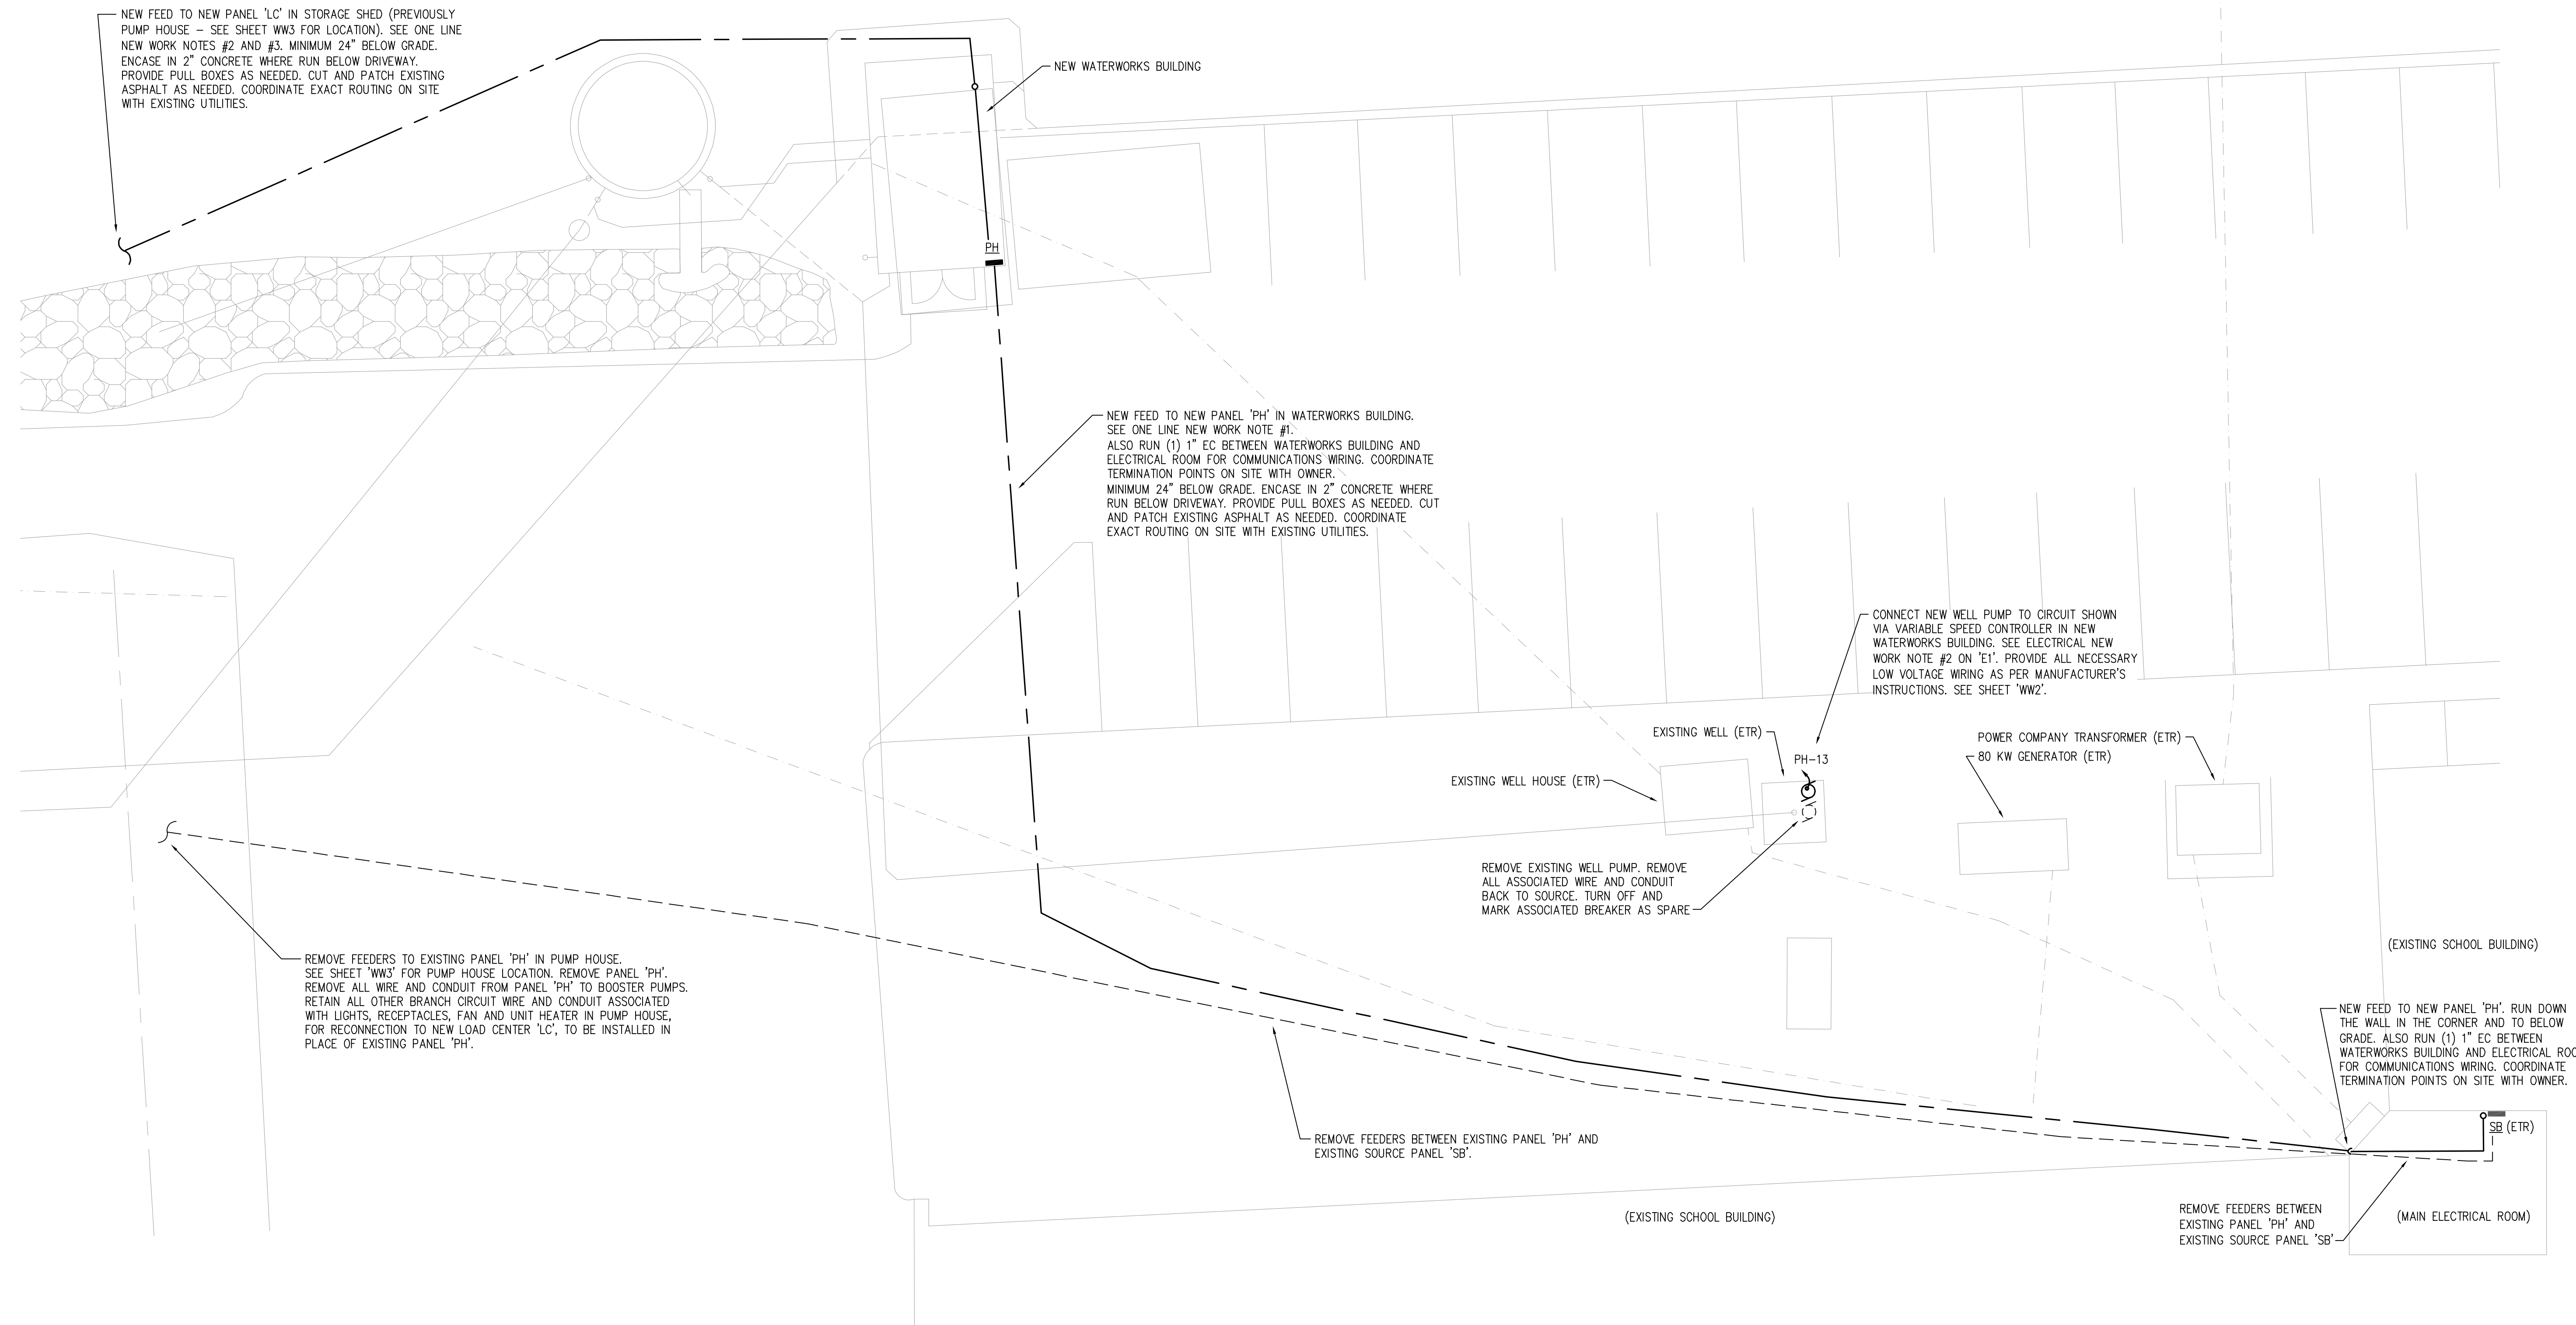 NEW FEED TO NEW PANEL 'LC' IN STORAGE SHED (PREVIOUSLY
PUMP HOUSE – SEE SHEET WW3 FOR LOCATION). SEE ONE LINE
NEW WORK NOTES #2 AND #3. MINIMUM 24" BELOW GRADE.
ENCASE IN 2" CONCRETE WHERE RUN BELOW DRIVEWAY.
PROVIDE PULL BOXES AS NEEDED. CUT AND PATCH EXISTING
ASPHALT AS NEEDED. COORDINATE EXACT ROUTING ON SITE
WITH EXISTING UTILITIES.
NEW WATERWORKS BUILDING
PH
NEW FEED TO NEW PANEL 'PH' IN WATERWORKS BUILDING.
SEE ONE LINE NEW WORK NOTE #1.
ALSO RUN (1) 1" EC BETWEEN WATERWORKS BUILDING AND
ELECTRICAL ROOM FOR COMMUNICATIONS WIRING. COORDINATE
TERMINATION POINTS ON SITE WITH OWNER.
MINIMUM 24" BELOW GRADE. ENCASE IN 2" CONCRETE WHERE
RUN BELOW DRIVEWAY. PROVIDE PULL BOXES AS NEEDED. CUT
AND PATCH EXISTING ASPHALT AS NEEDED. COORDINATE
EXACT ROUTING ON SITE WITH EXISTING UTILITIES.
CONNECT NEW WELL PUMP TO CIRCUIT SHOWN
VIA VARIABLE SPEED CONTROLLER IN NEW
WATERWORKS BUILDING. SEE ELECTRICAL NEW
WORK NOTE #2 ON 'E1'. PROVIDE ALL NECESSARY
LOW VOLTAGE WIRING AS PER MANUFACTURER'S
INSTRUCTIONS. SEE SHEET 'WW2'.
EXISTING WELL (ETR)
POWER COMPANY TRANSFORMER (ETR)
80 KW GENERATOR (ETR)
PH-13
EXISTING WELL HOUSE (ETR)
REMOVE EXISTING WELL PUMP. REMOVE
ALL ASSOCIATED WIRE AND CONDUIT
BACK TO SOURCE. TURN OFF AND
MARK ASSOCIATED BREAKER AS SPARE
(EXISTING SCHOOL BUILDING)
REMOVE FEEDERS TO EXISTING PANEL 'PH' IN PUMP HOUSE.
SEE SHEET 'WW3' FOR PUMP HOUSE LOCATION. REMOVE PANEL 'PH'.
REMOVE ALL WIRE AND CONDUIT FROM PANEL 'PH' TO BOOSTER PUMPS.
RETAIN ALL OTHER BRANCH CIRCUIT WIRE AND CONDUIT ASSOCIATED
WITH LIGHTS, RECEPTACLES, FAN AND UNIT HEATER IN PUMP HOUSE,
FOR RECONNECTION TO NEW LOAD CENTER 'LC', TO BE INSTALLED IN
PLACE OF EXISTING PANEL 'PH'.
NEW FEED TO NEW PANEL 'PH'. RUN DOWN
THE WALL IN THE CORNER AND TO BELOW
GRADE. ALSO RUN (1) 1" EC BETWEEN
WATERWORKS BUILDING AND ELECTRICAL
FOR COMMUNICATIONS WIRING. COORDINATE
TERMINATION POINTS ON SITE WITH OWNER.
SB (ETR)
REMOVE FEEDERS BETWEEN EXISTING PANEL 'PH' AND
EXISTING SOURCE PANEL 'SB'.
(EXISTING SCHOOL BUILDING)
REMOVE FEEDERS BETWEEN
EXISTING PANEL 'PH' AND
EXISTING SOURCE PANEL 'SB'
(MAIN ELECTRICAL ROOM)